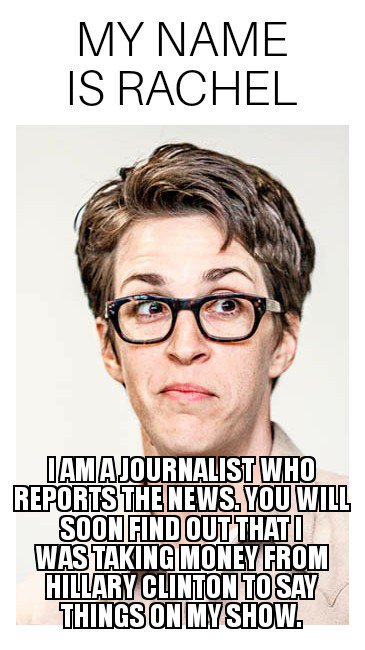 MY NAME
IS RACHEL
I AM A JOURNALIST WHO
REPORTS THE NEWS. YOU WILL
SOON FIND OUT THAT I
WAS TAKING MONEY FROM
HILLARY CLINTON TO SAY
THINGS ON MY SHOW.